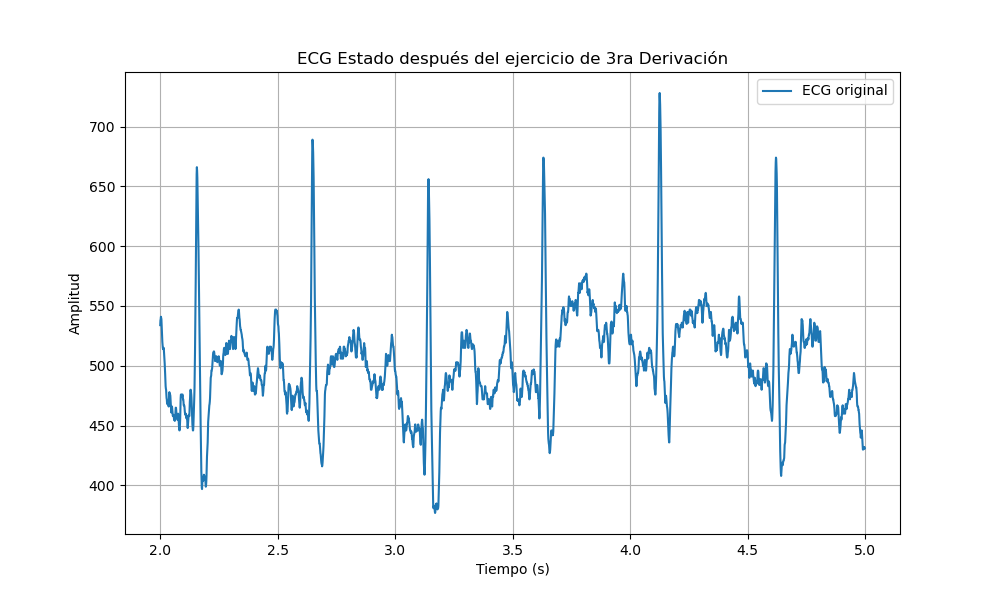 ECG Estado después del ejercicio de 3ra Derivación
ECG original
Amplitud
700
650
600
550
500
450
400
2.0 2.5 3.0 3.5 4.0 4.5 5.0
Tiempo (s)